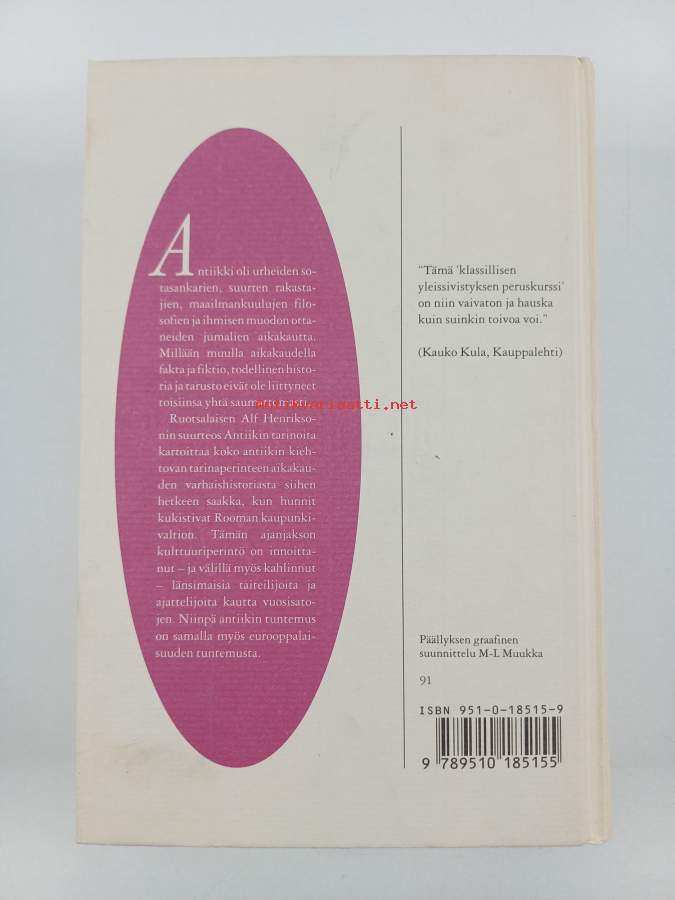 Antiikki oli urheiden so-
tasankarien, suurten rakasta-
jien, maailmankuulujen filo-
sofien ja ihmisen muodon otta-
neiden jumalien aikakautta.
Millään muulla aikakaudella
fakta ja fiktio, todellinen histo-
ria ja tarusto eivät ole liittyneet
toisiinsa yhtä saumattomasti.
Ruotsalaisen Alf Henrikso-
nin suurteos Antiikin tarinoita
kartoittaa koko antiikin kieh-
tovan tarinaperinteen aikakau-
den varhaishistoriasta siihen
hetkeen saakka, kun hunnit
kukistivat Rooman kaupunki-
valtion. Tämän ajanjakson
kulttuuriperintö on innoitta-
nut – ja välillä myös kahlinnut
– länsimaisia taiteilijoita ja
ajattelijoita kautta vuosisato-
jen. Niinpä antiikin tuntemus
on samalla myös eurooppalai-
suuden tuntemusta.
"Tämä 'klassillisen
yleissivistyksen peruskurssi'
on niin vaivaton ja hauska
kuin suinkin toivoa voi."
(Kauko Kula, Kauppalehti)
Päällyksen graafinen
suunnittelu M-L Muukka
91
ISBN 951-0-18515-9
9 789510 185155
antikvariaatti.net